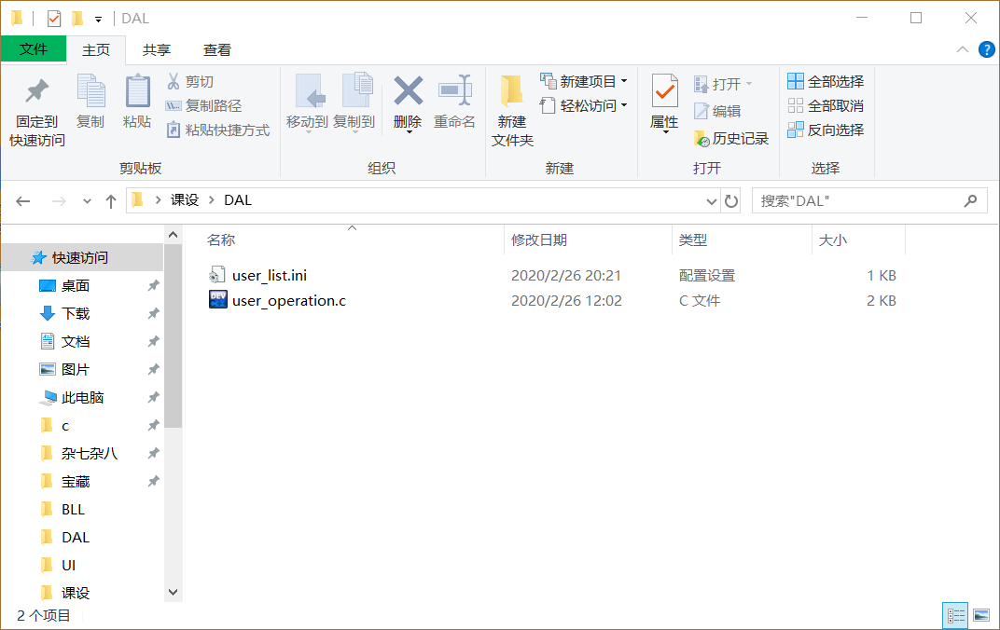 DAL
文件 主页 共享 查看
固定到
快速访问
复制
粘贴
剪切
复制路径
粘贴快捷方式
剪贴板
移动到 复制到 删除 重命名
组织
新建
文件夹
新建项目
轻松访问
新建
属性
打开
编辑
历史记录
打开
全部选择
全部取消
反向选择
选择
课设 DAL
搜索"DAL"
名称 修改日期 类型 大小
user_list.ini 2020/2/26 20:21 配置设置 1 KB
user_operation.c 2020/2/26 12:02 C 文件 2 KB
快速访问
桌面
下载
文档
图片
此电脑
c
杂七杂八
宝藏
BLL
DAL
UI
课设
2 个项目